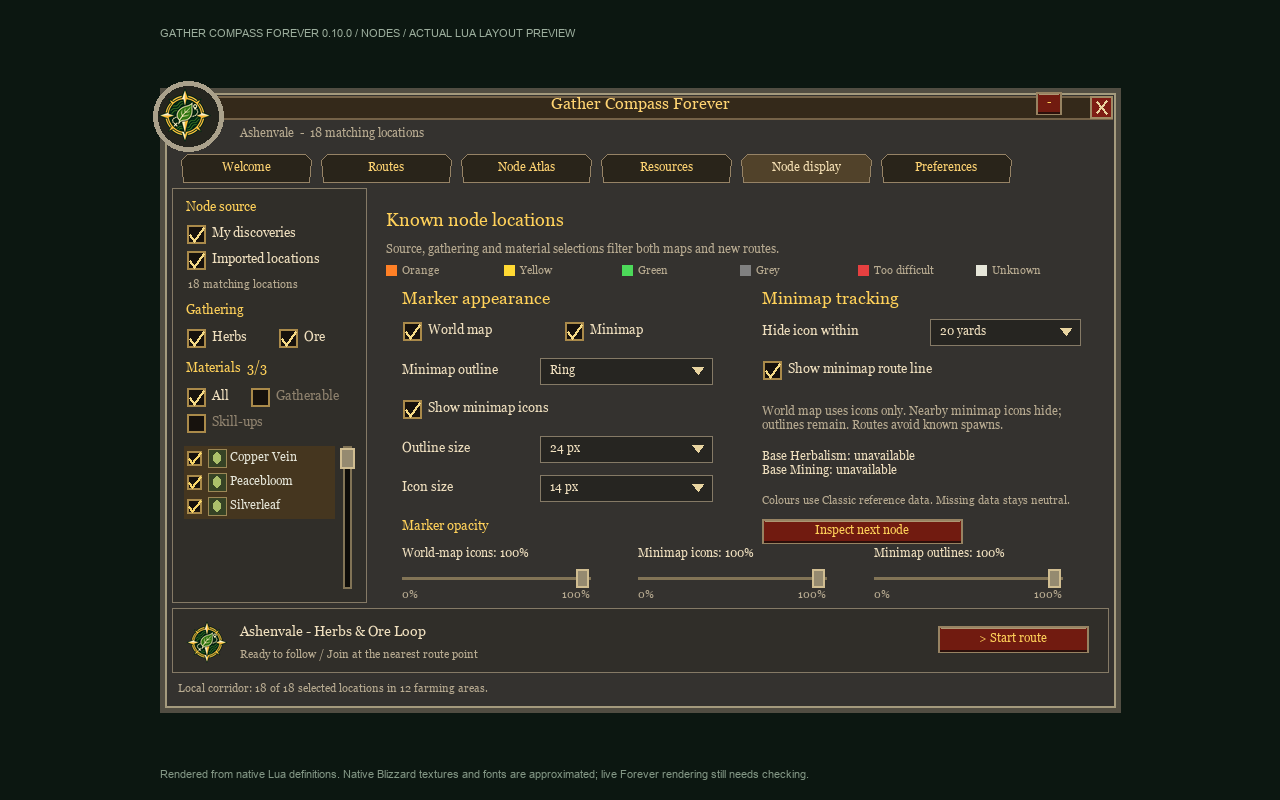 GATHER COMPASS FOREVER 0.10.0 / NODES / ACTUAL LUA LAYOUT PREVIEW
Gather Compass Forever
-
X
Ashenvale - 18 matching locations
Welcome
Routes
Node Atlas
Resources
Node display
Preferences
Node source
My discoveries
Imported locations
18 matching locations
Gathering
Herbs
Ore
Materials 3/3
All
Gatherable
Skill-ups
Copper Vein
Peacebloom
Silverleaf
Known node locations
Source, gathering and material selections filter both maps and new routes.
Orange
Yellow
Green
Grey
Too difficult
Unknown
Marker appearance
World map
Minimap
Minimap outline
Ring
Show minimap icons
Outline size
24 px
Icon size
14 px
Minimap tracking
Hide icon within
20 yards
Show minimap route line
World map uses icons only. Nearby minimap icons hide;
outlines remain. Routes avoid known spawns.
Base Herbalism: unavailable
Base Mining: unavailable
Colours use Classic reference data. Missing data stays neutral.
Inspect next node
Marker opacity
World-map icons: 100%
0%
100%
Minimap icons: 100%
0%
100%
Minimap outlines: 100%
0%
100%
Ashenvale - Herbs & Ore Loop
Ready to follow / Join at the nearest route point
> Start route
Local corridor: 18 of 18 selected locations in 12 farming areas.
Rendered from native Lua definitions. Native Blizzard textures and fonts are approximated; live Forever rendering still needs checking.